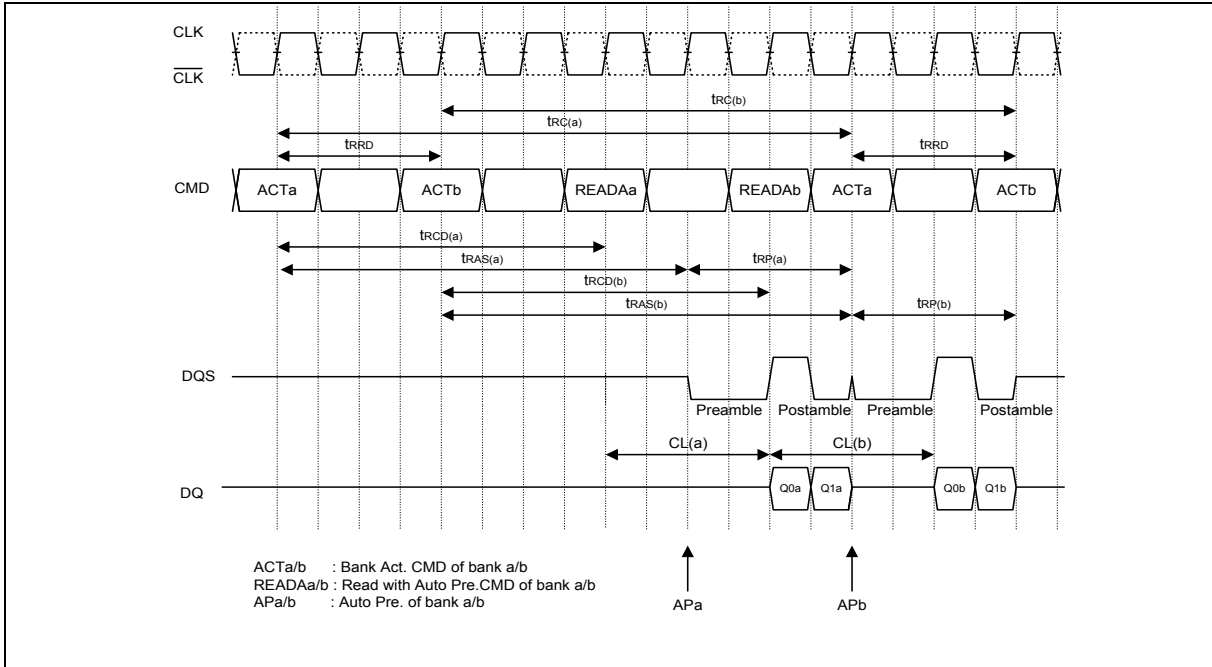 CLK
CLK
tRC(b)
tRC(a)
tRRD tRRD
CMD ACTa ACTb READAa READAb ACTa ACTb
tRCD(a)
tRAS(a) tRP(a)
tRCD(b)
tRAS(b) tRP(b)
DQS
Preamble Postamble Preamble Postamble
CL(a) CL(b)
DQ Q0a Q1a Q0b Q1b
ACTa/b : Bank Act. CMD of bank a/b
READAa/b : Read with Auto Pre.CMD of bank a/b
APa/b : Auto Pre. of bank a/b
APa APb